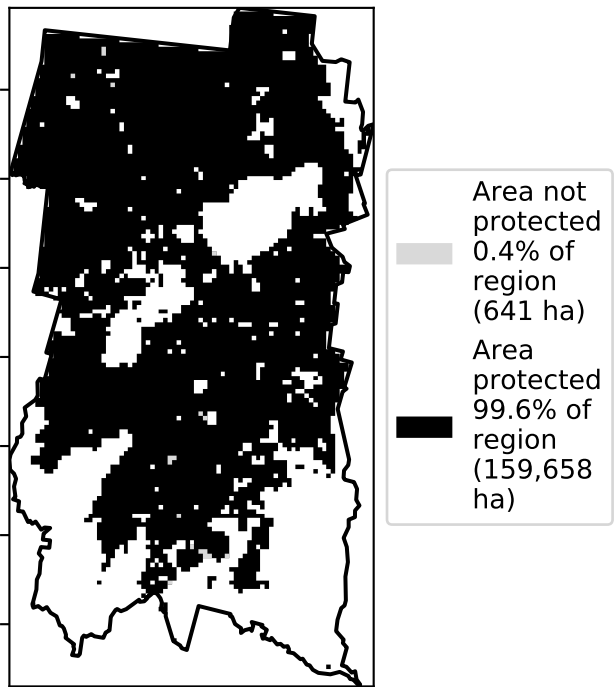 Area not
protected
0.4% of
region
(641 ha)
Area
protected
99.6% of
region
(159,658
ha)